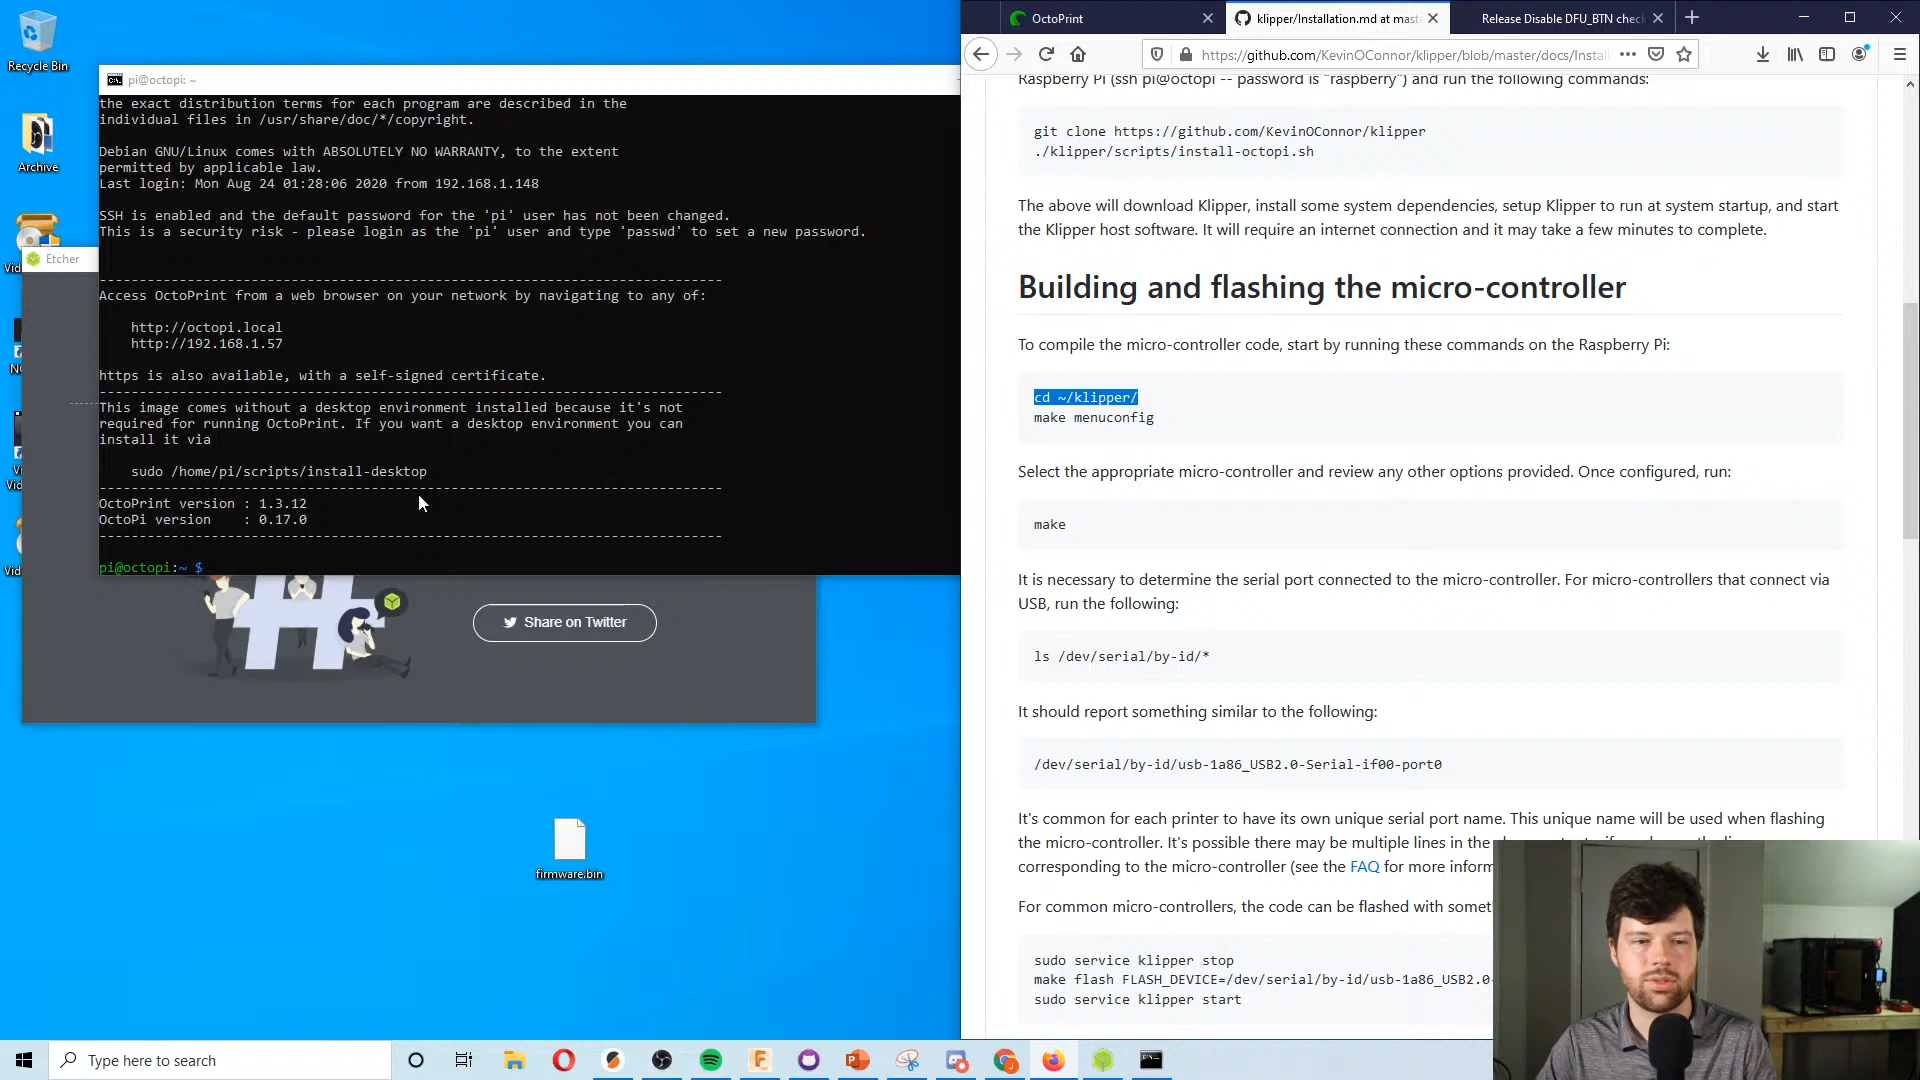 Recycle Bin
Archive
Vid
Etcher
NO
Vi
Vid
Vid
pi@octopi: ~
the exact distribution terms for each program are described in the
individual files in /usr/share/doc/*/copyright.
Debian GNU/Linux comes with ABSOLUTELY NO WARRANTY, to the extent
permitted by applicable law.
Last login: Mon Aug 24 01:28:06 2020 from 192.168.1.148
SSH is enabled and the default password for the 'pi' user has not been changed.
This is a security risk - please login as the 'pi' user and type 'passwd' to set a new password.
------------------------------------------------------------------------------
Access OctoPrint from a web browser on your network by navigating to any of:
http://octopi.local
http://192.168.1.57
https is also available, with a self-signed certificate.
------------------------------------------------------------------------------
This image comes without a desktop environment installed because it's not
required for running OctoPrint. If you want a desktop environment you can
install it via
sudo /home/pi/scripts/install-desktop
------------------------------------------------------------------------------
OctoPrint version : 1.3.12
OctoPi version    : 0.17.0
------------------------------------------------------------------------------
pi@octopi:~ $
Share on Twitter
firmware.bin
OctoPrint
klipper/Installation.md at mast
Release Disable DFU_BTN check
https://github.com/KevinOConnor/klipper/blob/master/docs/Instal
Raspberry Pi (ssh pi@octopi -- password is "raspberry") and run the following commands:
git clone https://github.com/KevinOConnor/klipper
./klipper/scripts/install-octopi.sh
The above will download Klipper, install some system dependencies, setup Klipper to run at system startup, and start
the Klipper host software. It will require an internet connection and it may take a few minutes to complete.
Building and flashing the micro-controller
To compile the micro-controller code, start by running these commands on the Raspberry Pi:
cd ~/klipper/
make menuconfig
Select the appropriate micro-controller and review any other options provided. Once configured, run:
make
It is necessary to determine the serial port connected to the micro-controller. For micro-controllers that connect via
USB, run the following:
ls /dev/serial/by-id/*
It should report something similar to the following:
/dev/serial/by-id/usb-1a86_USB2.0-Serial-if00-port0
It's common for each printer to have its own unique serial port name. This unique name will be used when flashing
the micro-controller. It's possible there may be multiple lines in the
corresponding to the micro-controller (see the FAQ for more inform
For common micro-controllers, the code can be flashed with somet
sudo service klipper stop
make flash FLASH_DEVICE=/dev/serial/by-id/usb-1a86_USB2.0-
sudo service klipper start
Type here to search